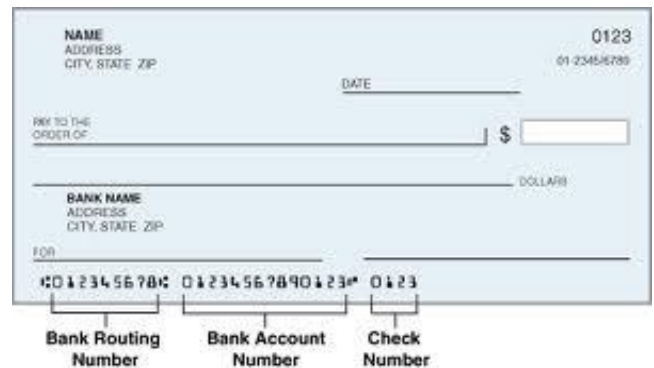 NAME
ADDRESS
CITY, STATE ZIP
0123
01-2345/6789
DATE
PAY TO THE
ORDER OF
$
DOLLARS
BANK NAME
ADDRESS
CITY, STATE ZIP
FOR
⑆012345678⑆ 01234567890123⑈ 0123
Bank Routing Number
Bank Account Number
Check Number